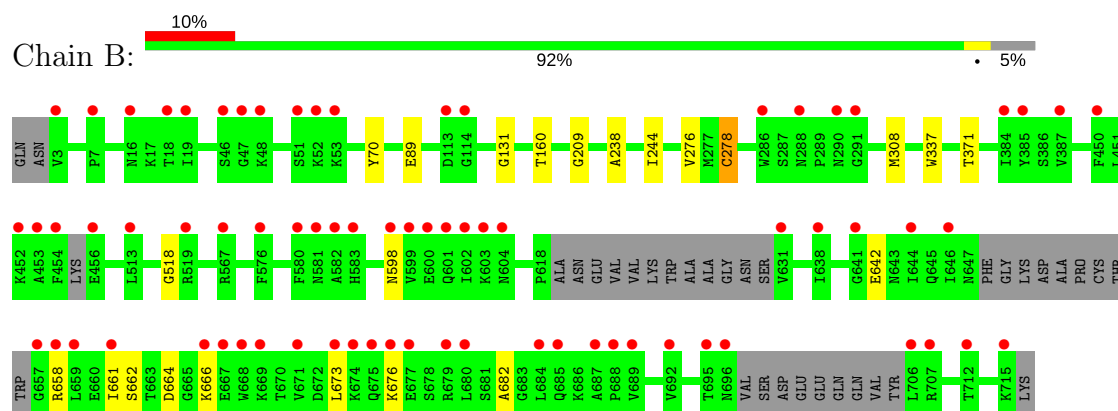 10%
Chain B:
92%
5%
GLN ASN V3 P7 N16 K17 T18 I19 S46 G47 K48 S51 K52 K53 D113 G114 Y70 E89 G131 T160 G209 A238 I244 V276 M277 G278 W286 S287 N288 P289 N290 G291 M308 W337 T371 I384 Y385 S386 V387 F450 L451
K452 A453 F454 LYS E456 L513 G518 R519 R567 F576 F580 N581 A582 H583 N598 V599 E600 Q601 I602 K603 N604 P618 ALA ASN GLU VAL VAL LYS TRP ALA ALA GLY ASN SER V631 I638 G641 E642 N643 I644 Q645 I646 N647 PHE GLY LYS ASP ALA PRO CYS THR
TRP G657 R658 L659 E660 I661 S662 T663 D664 G665 K666 E667 W668 K669 T670 V671 D672 L673 K674 Q675 K676 E677 S678 R679 L680 S681 A682 G683 L684 Q685 K686 A687 P688 V689 V692 T695 N696 VAL SER ASP GLU GLU GLN GLN VAL TYR L706 R707 T712 K715 LYS